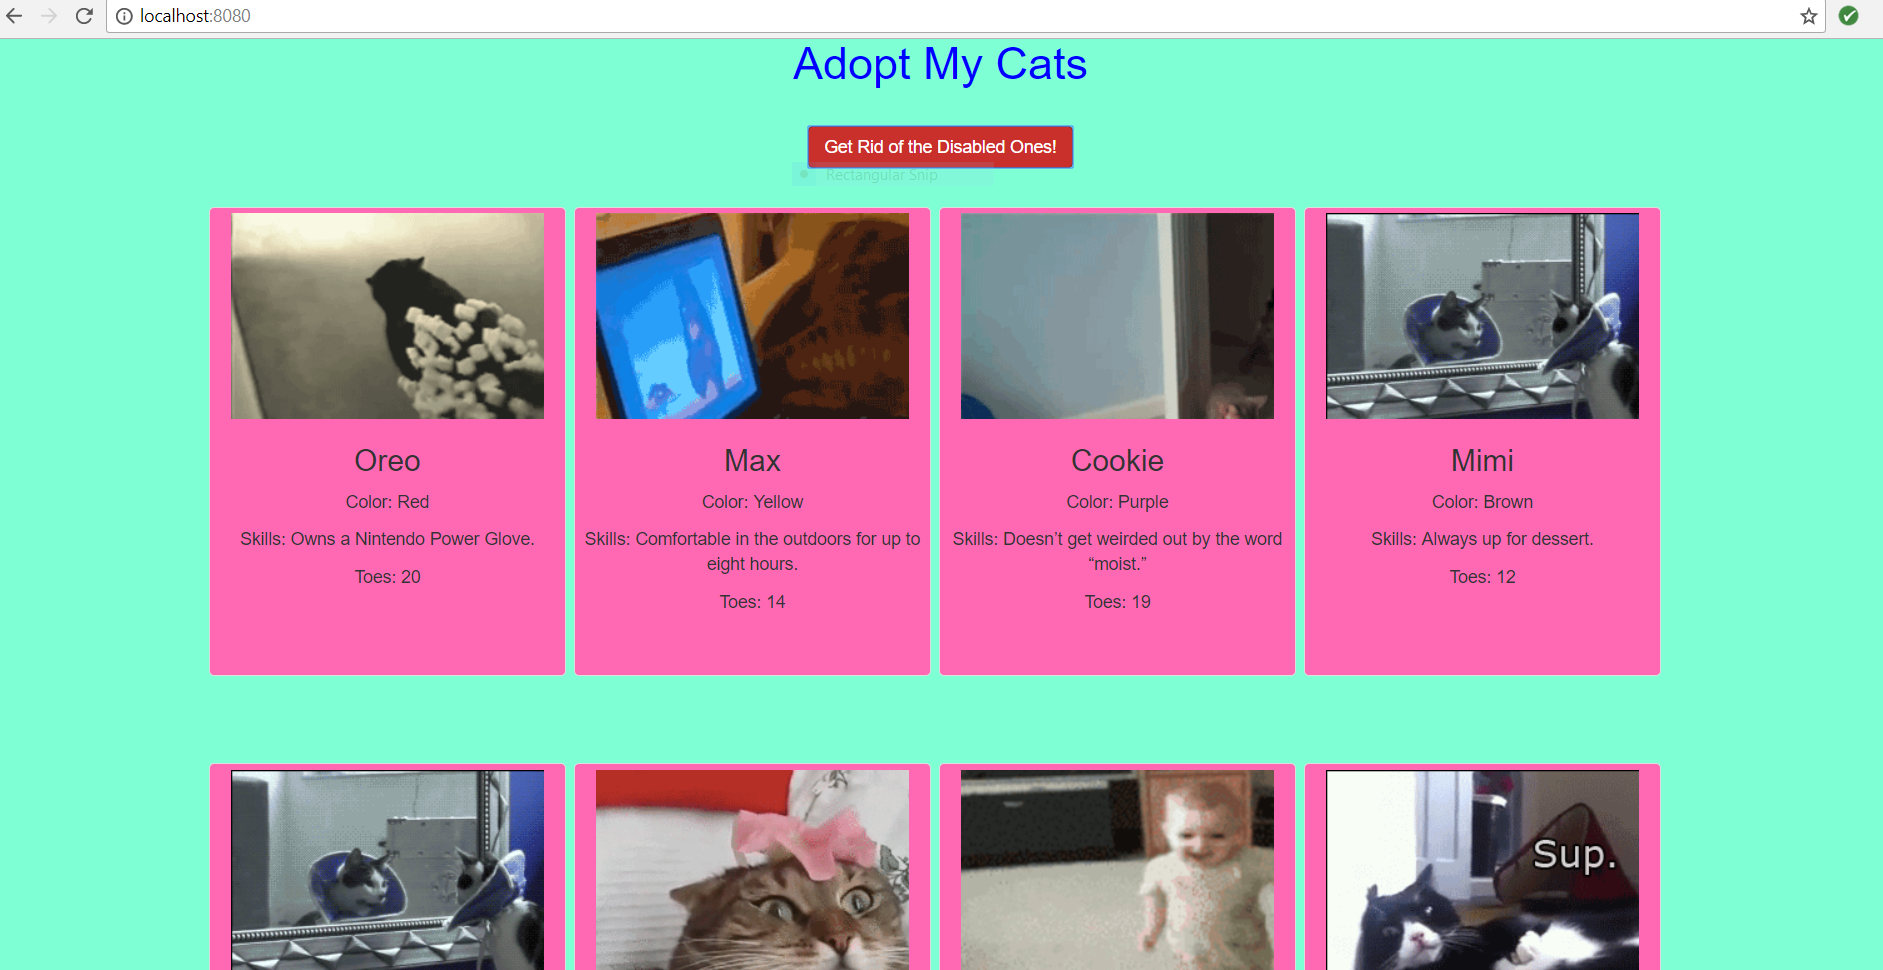 localhost:8080
Adopt My Cats
Get Rid of the Disabled Ones!
Rectangular Snip
Oreo
Color: Red
Skills: Owns a Nintendo Power Glove.
Toes: 20
Max
Color: Yellow
Skills: Comfortable in the outdoors for up to
eight hours.
Toes: 14
Cookie
Color: Purple
Skills: Doesn’t get weirded out by the word
“moist.”
Toes: 19
Mimi
Color: Brown
Skills: Always up for dessert.
Toes: 12
Sup.